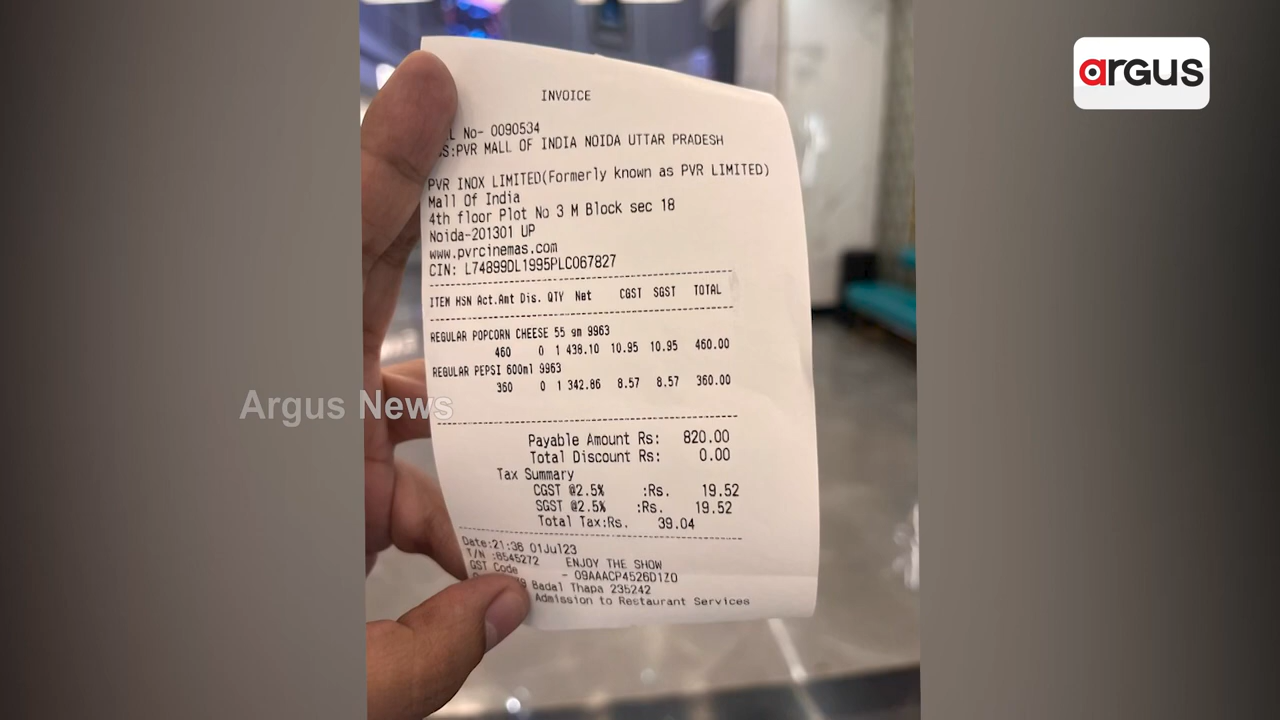 argus
INVOICE
L No- 0090534
S:PVR MALL OF INDIA NOIDA UTTAR PRADESH
PVR INOX LIMITED(Formerly known as PVR LIMITED)
Mall Of India
4th floor Plot No 3 M Block sec 18
Noida-201301 UP
www.pvrcinemas.com
CIN: L74899DL1995PLC067827
ITEM HSN Act.Amt Dis. QTY Net CGST SGST TOTAL
REGULAR POPCORN CHEESE 55 gm 9963
460 0 1 438.10 10.95 10.95 460.00
REGULAR PEPSI 600ml 9963
360 0 1 342.86 8.57 8.57 360.00
Argus News
Payable Amount Rs: 820.00
Total Discount Rs: 0.00
Tax Summary
CGST @2.5% :Rs. 19.52
SGST @2.5% :Rs. 19.52
Total Tax:Rs. 39.04
Date:21:36 01Jul23
T/N :8545272 ENJOY THE SHOW
GST Code - 09AAACP4526D1Z0
9 Badal Thapa 235242
Admission to Restaurant Services